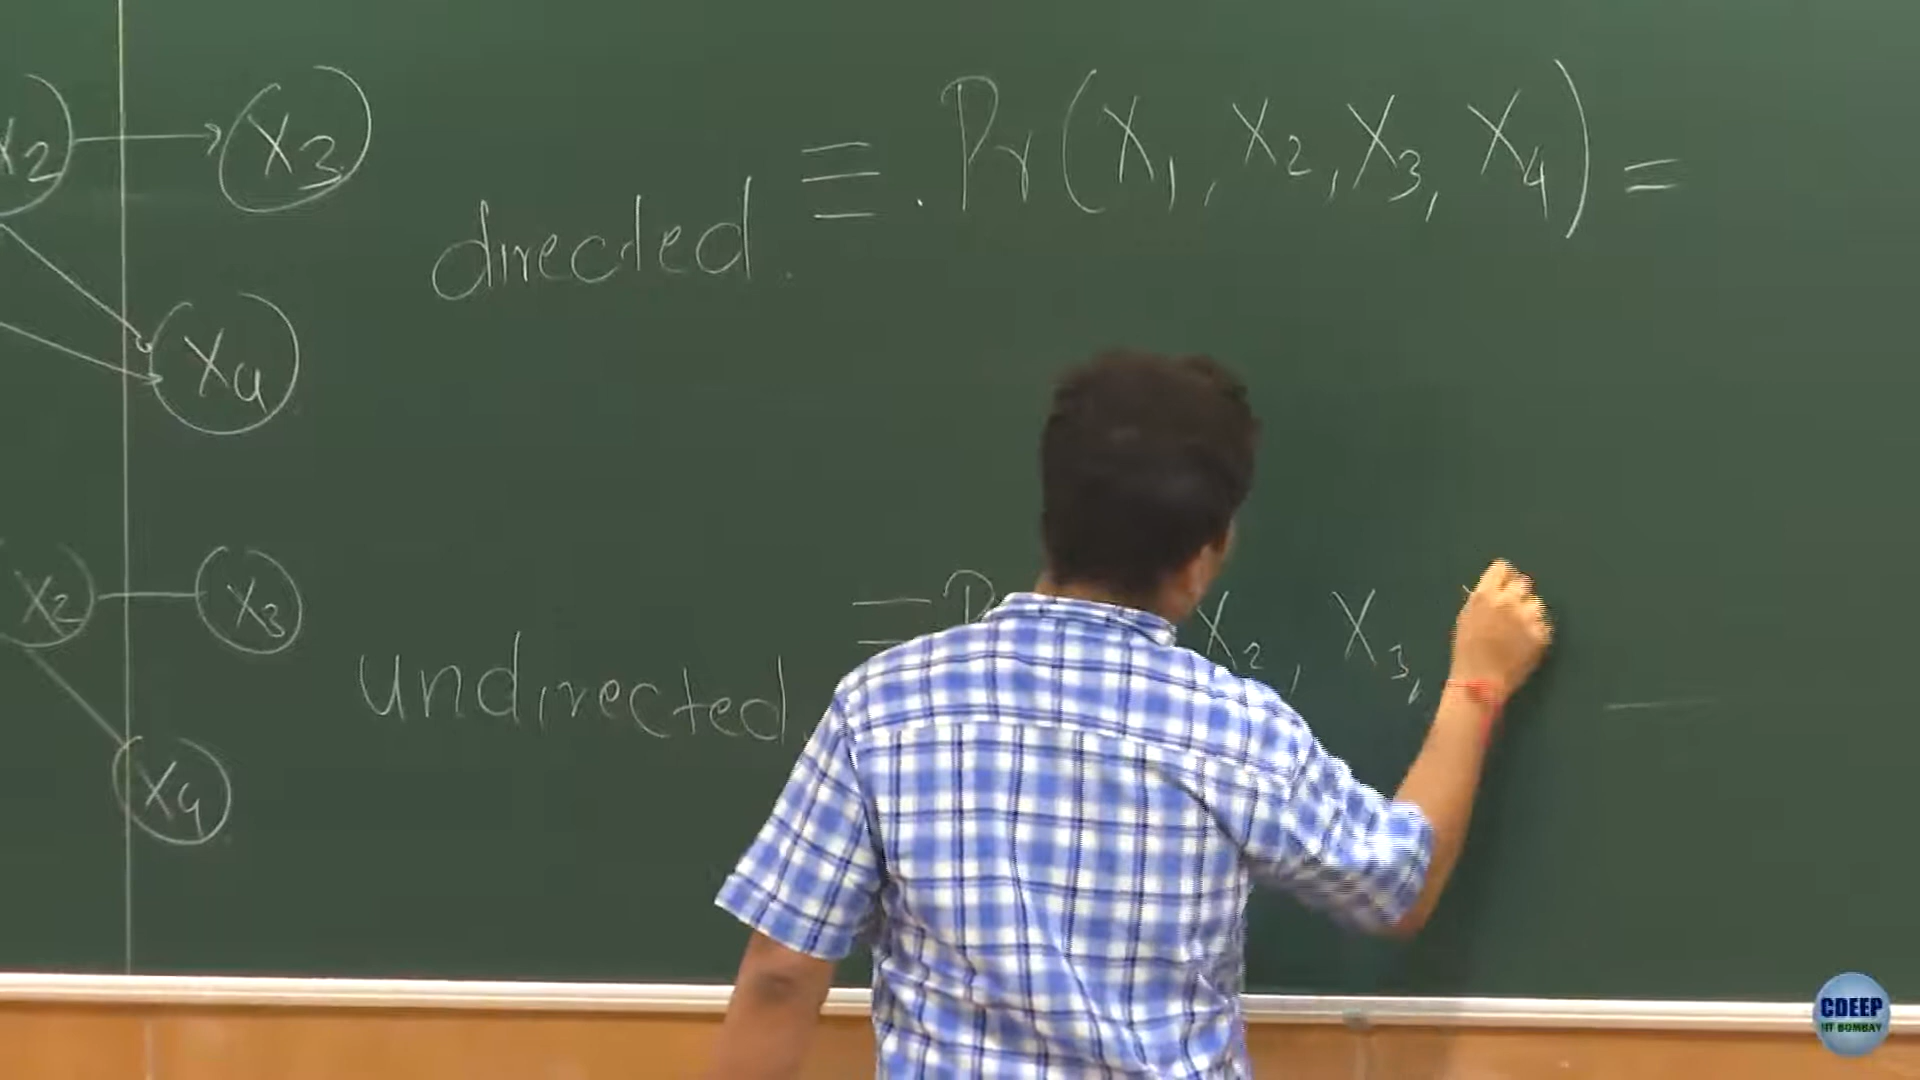 X2 → X3
≡ . Pr(X1, X2, X3, X4) =
directed.
X4
X2 — X3
= X2, X3,
undirected.
X4
CDEEP
IIT BOMBAY